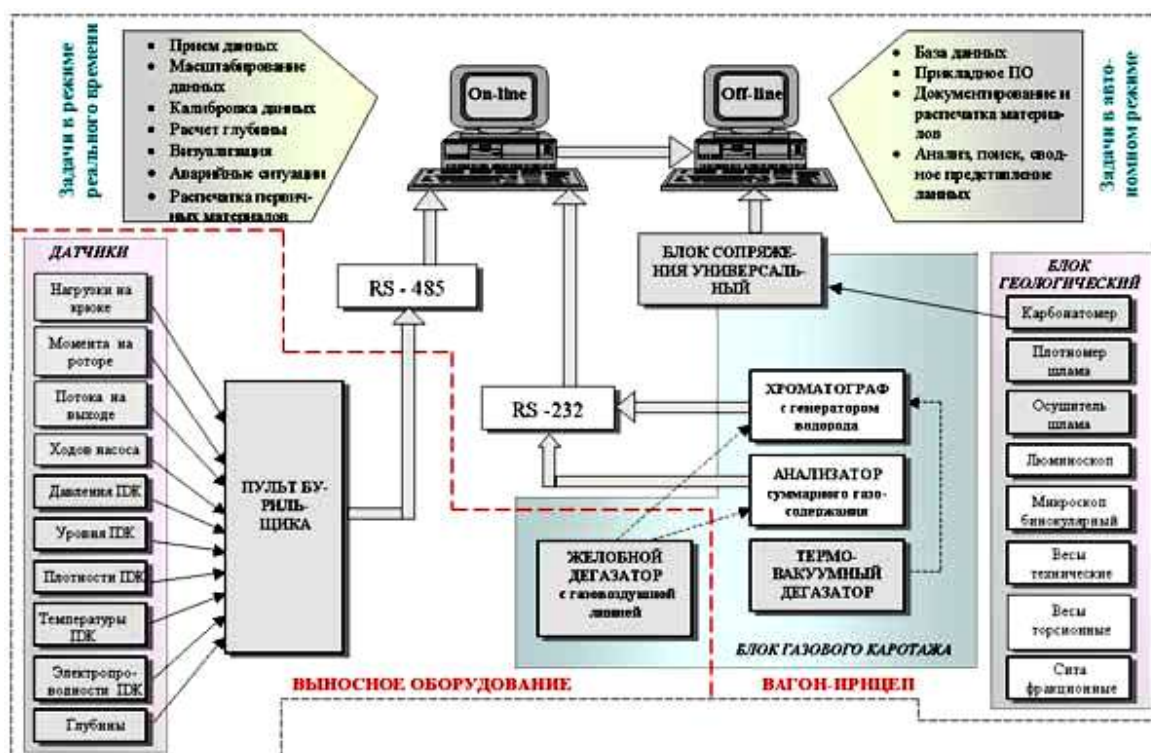 Задачи в режиме
реального времени
Прием данных
Масштабирование
данных
Калибровка данных
Расчет глубины
Визуализация
Аварийные ситуации
Распечатка первич-
ных материалов
On-line
Off-line
База данных
Прикладное ПО
Документирование и
распечатка материа-
лов
Анализ, поиск, свод-
ное представление
данных
Задачи в авто-
номном режиме
ДАТЧИКИ
Нагрузки на
крюке
Момента на
роторе
Потока на
выходе
Ходов насоса
Давления ПЖ
Уровня ПЖ
Плотности ПЖ
Температуры
ПЖ
Электропро-
водности ПЖ
Глубины
ПУЛЬТ БУ-
РИЛЬ-
ЩИКА
RS - 485
RS -232
БЛОК СОПРЯЖЕ-
НИЯ УНИВЕРСАЛЬ-
НЫЙ
ХРОМАТОГРАФ
с генератором
водорода
АНАЛИЗАТОР
суммарного газо-
содержания
ЖЕЛОБНОЙ
ДЕГАЗАТОР
с газовоздушной
линией
ТЕРМО-
ВАКУУМНЫЙ
ДЕГАЗАТОР
БЛОК ГАЗОВОГО КАРОТАЖА
БЛОК
ГЕОЛОГИЧЕСКИЙ
Карбонатомер
Плотномер
шлама
Осушитель
шлама
Люминоскоп
Микроскоп
бинокулярный
Весы
технические
Весы
торсионные
Сита
фракционные
ВЫНОСНОЕ ОБОРУДОВАНИЕ
ВАГОН-ПРИЦЕП